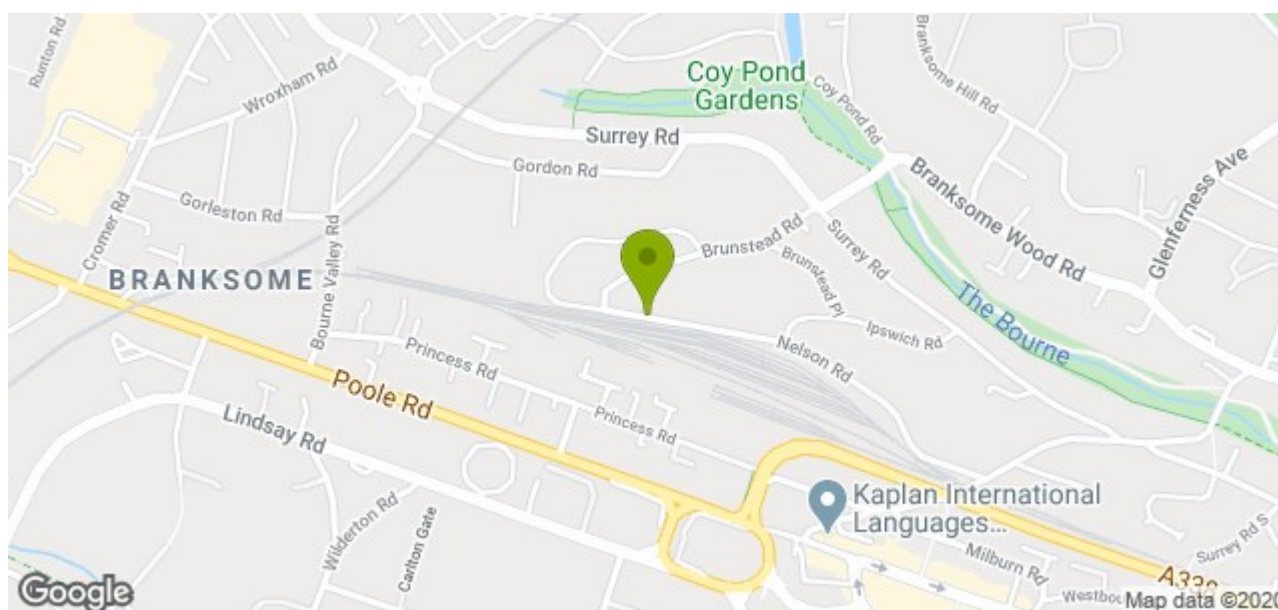 Runton Rd
Wroxham Rd
Surrey Rd
Gordon Rd
Coy Pond
Gardens
Coy Pond Rd
Branksome Hill Rd
Glenferness Ave
Branksome Wood Rd
Cromer Rd
Gorleston Rd
Bourne Valley Rd
BRANKSOME
Brunstead Rd
Brunstead Pl
Surrey Rd
Ipswich Rd
The Bourne
Nelson Rd
Princess Rd
Poole Rd
Lindsay Rd
Princess Rd
Wilderton Rd
Carlton Gate
Kaplan International
Languages...
Milburn Rd
Surrey Rd S
A338
Google
Map data ©2020